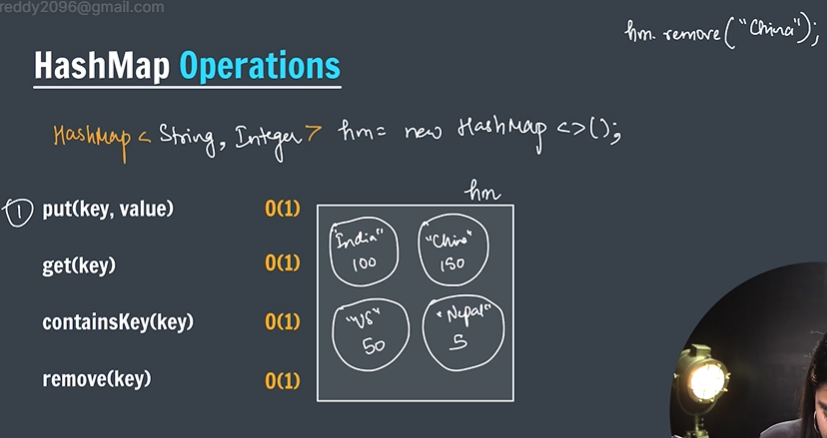 reddy2096@gmail.com
hm.remove("China");
HashMap Operations
HashMap < String, Integer > hm = new HashMap <>();
hm
1 put(key, value) O(1)
"India" "China"
100 150
get(key) O(1)
containsKey(key) O(1)
"US" "Nepal"
50 5
remove(key) O(1)